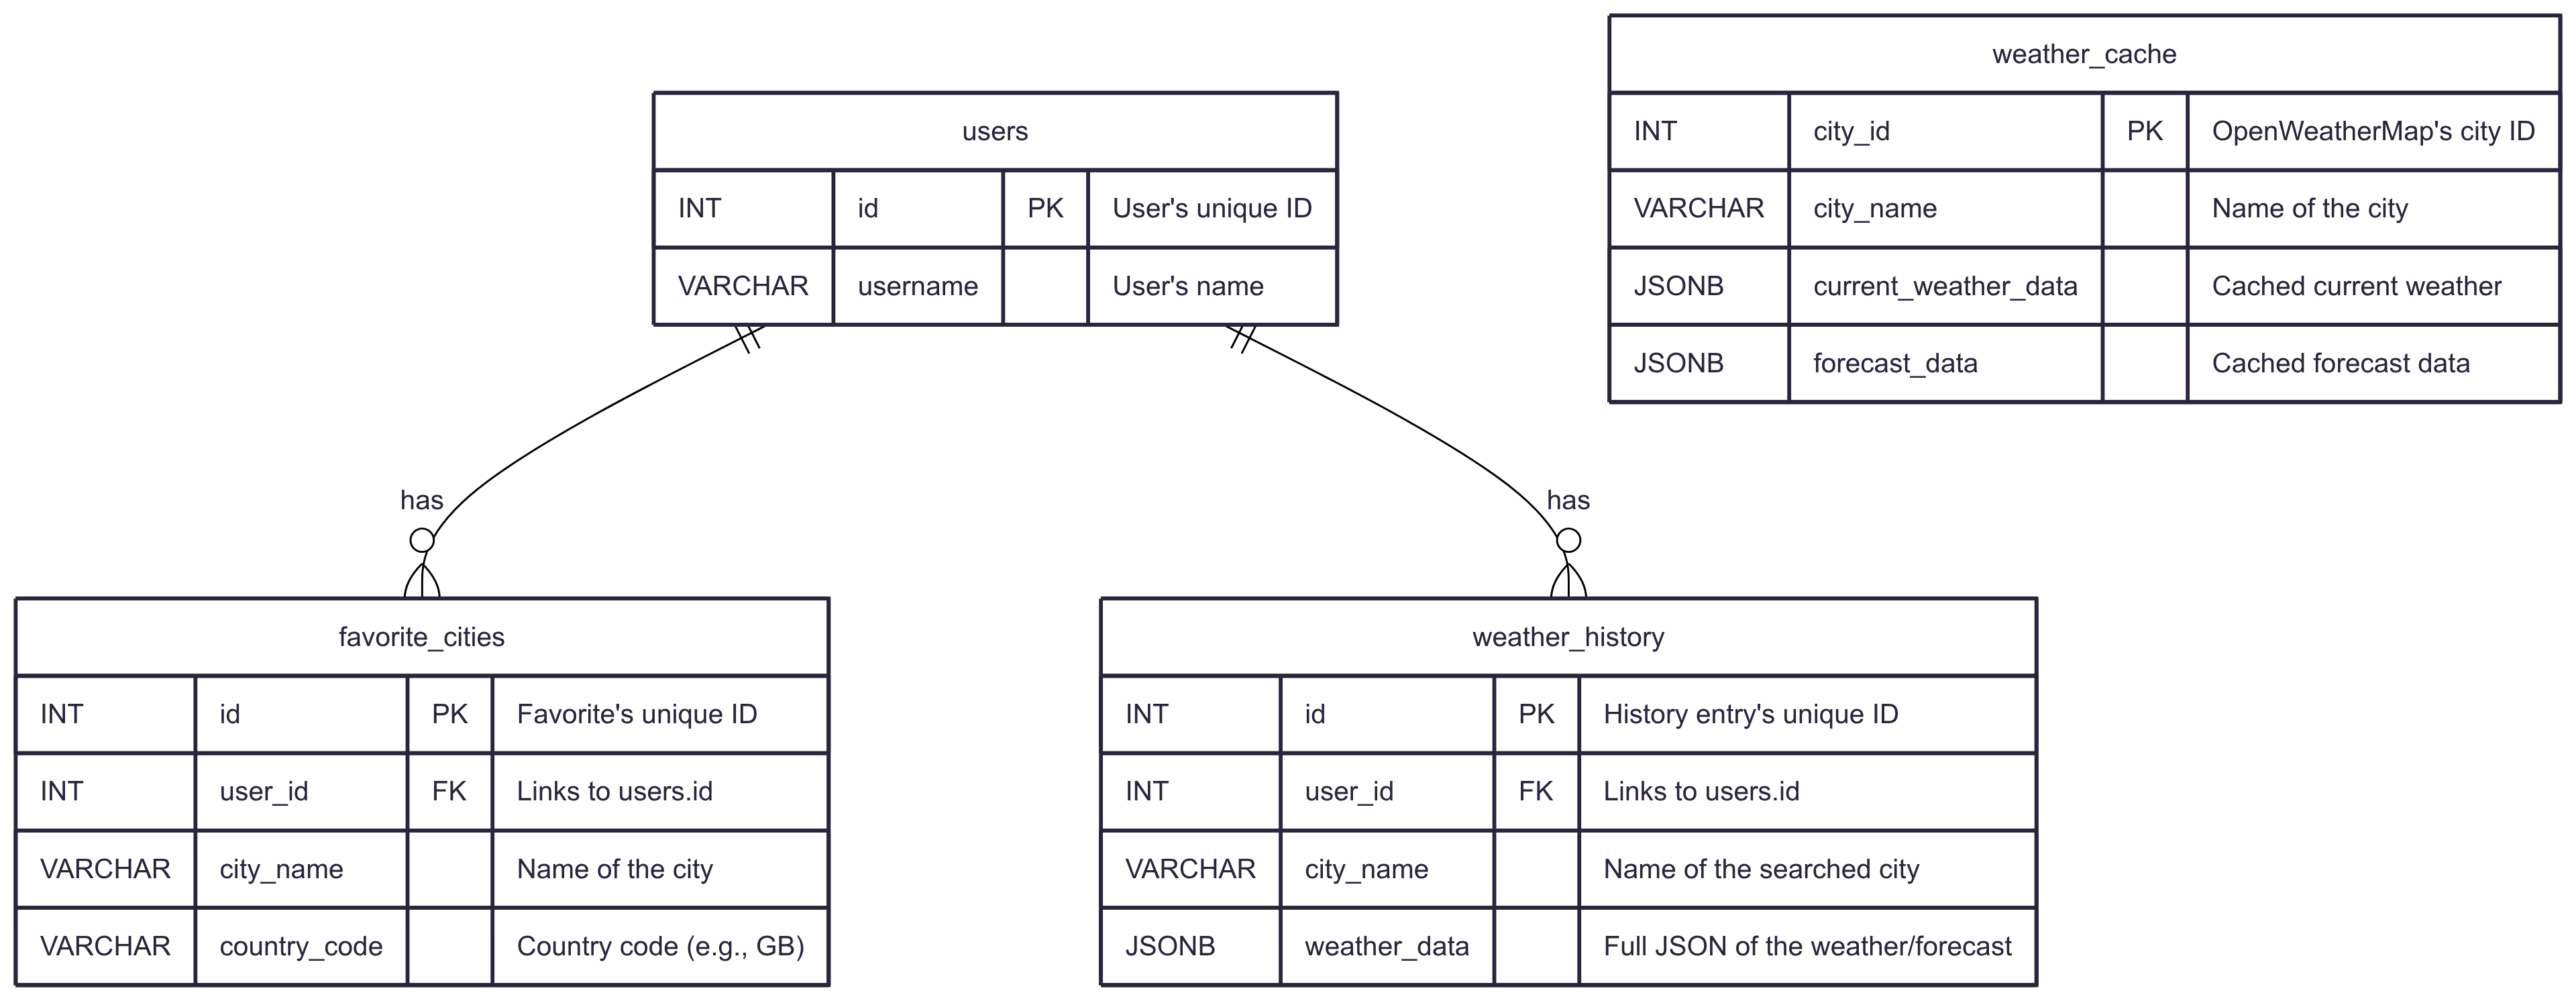 weather_cache
INT city_id PK OpenWeatherMap's city ID
VARCHAR city_name Name of the city
JSONB current_weather_data Cached current weather
JSONB forecast_data Cached forecast data
users
INT id PK User's unique ID
VARCHAR username User's name
has
has
favorite_cities
INT id PK Favorite's unique ID
INT user_id FK Links to users.id
VARCHAR city_name Name of the city
VARCHAR country_code Country code (e.g., GB)
weather_history
INT id PK History entry's unique ID
INT user_id FK Links to users.id
VARCHAR city_name Name of the searched city
JSONB weather_data Full JSON of the weather/forecast